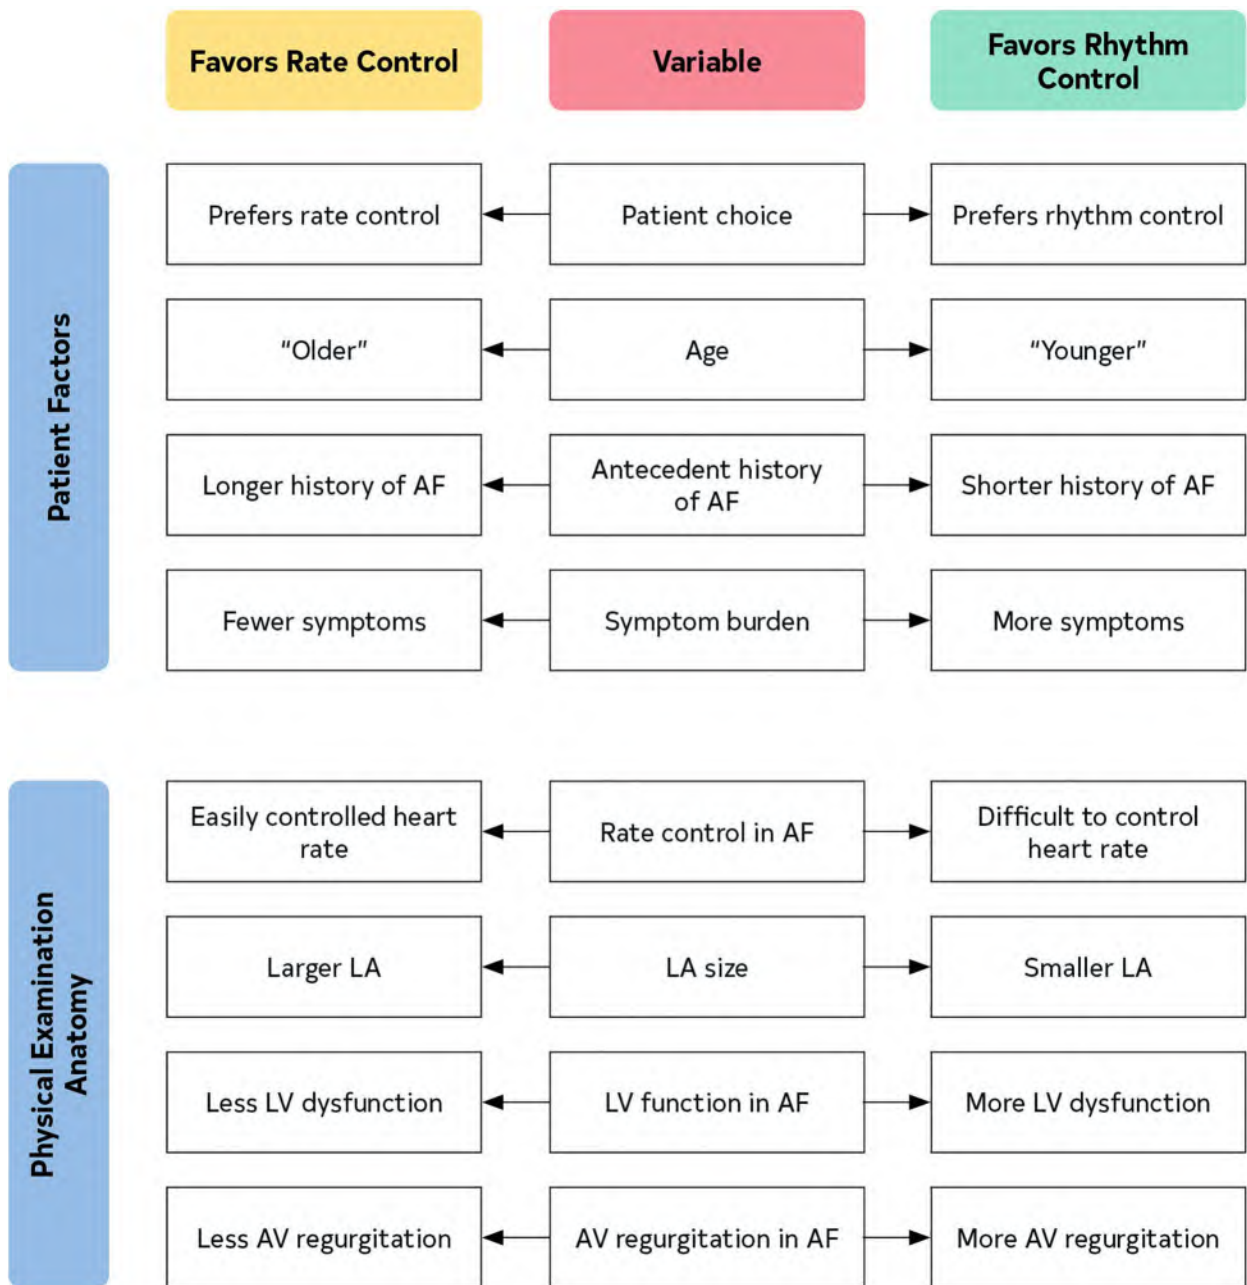 Favors Rate Control
Variable
Favors Rhythm
Control
Patient Factors
Prefers rate control
Patient choice
Prefers rhythm control
“Older”
Age
“Younger”
Longer history of AF
Antecedent history
of AF
Shorter history of AF
Fewer symptoms
Symptom burden
More symptoms
Physical Examination
Anatomy
Easily controlled heart
rate
Rate control in AF
Difficult to control
heart rate
Larger LA
LA size
Smaller LA
Less LV dysfunction
LV function in AF
More LV dysfunction
Less AV regurgitation
AV regurgitation in AF
More AV regurgitation